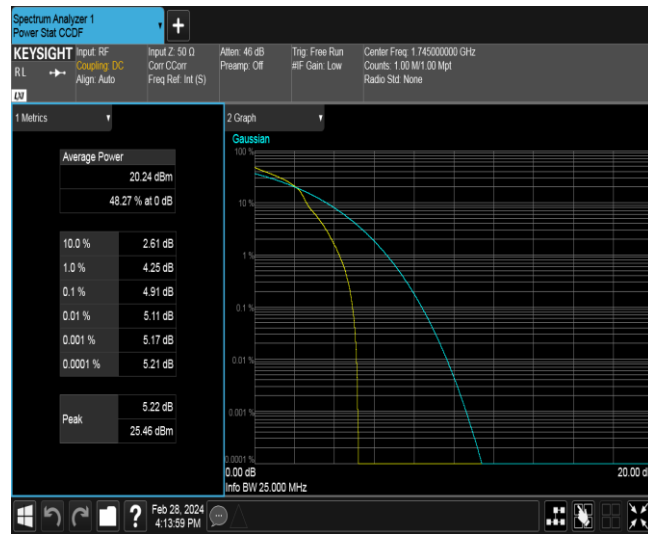 Spectrum Analyzer 1
Power Stat CCDF
+
KEYSIGHT
RL
LXI
Input: RF
Coupling: DC
Align: Auto
Input Z: 50 Ω
Corr CCorr
Freq Ref: Int (S)
Atten: 46 dB
Preamp: Off
Trig: Free Run
#IF Gain: Low
Center Freq: 1.745000000 GHz
Counts: 1.00 M/1.00 Mpt
Radio Std: None
1 Metrics
Average Power
20.24 dBm
48.27 % at 0 dB
10.0 % 2.61 dB
1.0 % 4.25 dB
0.1 % 4.91 dB
0.01 % 5.11 dB
0.001 % 5.17 dB
0.0001 % 5.21 dB
Peak
5.22 dB
25.46 dBm
2 Graph
Gaussian
100 %
10 %
1 %
0.1 %
0.01 %
0.001 %
0.0001 %
0.00 dB
20.00 d
Info BW 25.000 MHz
?
Feb 28, 2024
4:13:59 PM